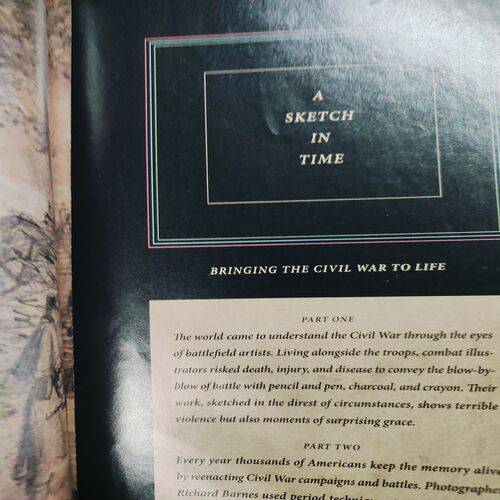 A
SKETCH
IN
TIME
BRINGING THE CIVIL WAR TO LIFE
PART ONE
The world came to understand the Civil War through the eyes
of battlefield artists. Living alongside the troops, combat illus-
trators risked death, injury, and disease to convey the blow-by-
blow of battle with pencil and pen, charcoal, and crayon. Their
work, sketched in the direst of circumstances, shows terrible
violence but also moments of surprising grace.
PART TWO
Every year thousands of Americans keep the memory alive
by reenacting Civil War campaigns and battles. Photographe
Richard Barnes used period techni